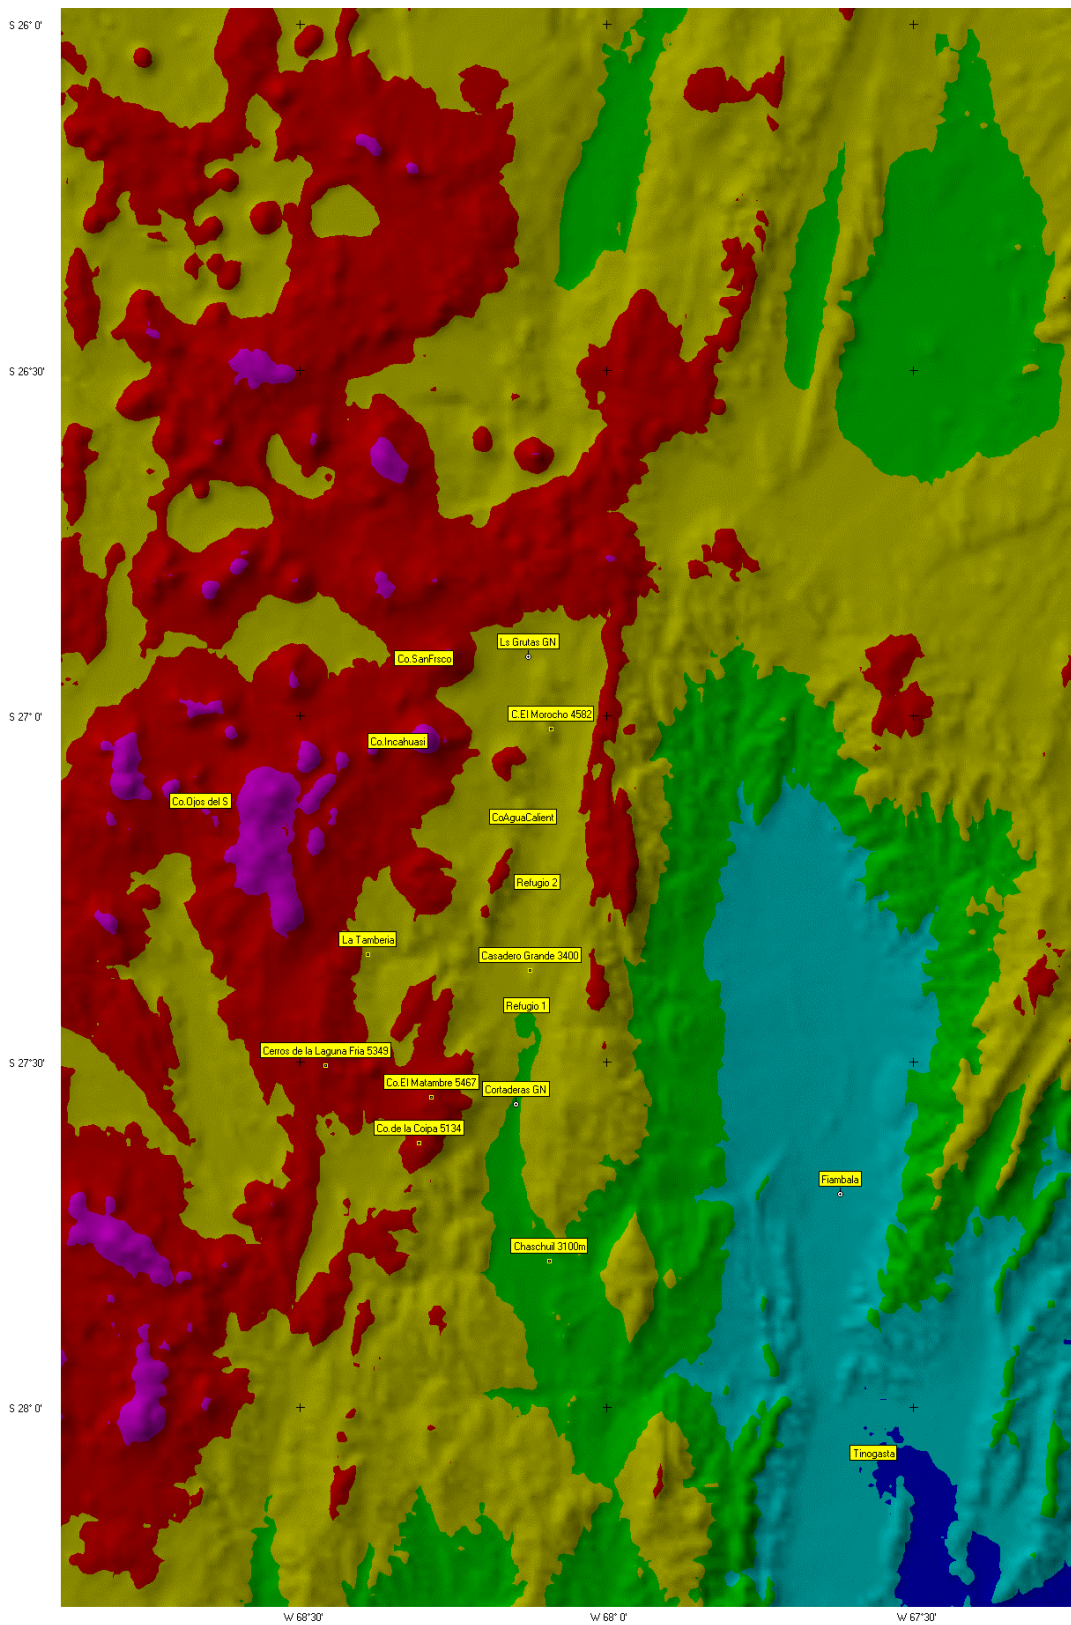 S 26° 0'
S 26°30'
Ls Grutas GN
Co.SanFrsco
S 27° 0'
C.El Morocho 4582
Co.Incahuasi
Co.Ojos del S
CoAguaCalient
Refugio 2
La Tamberia
Casadero Grande 3400
Refugio 1
Cerros de la Laguna Fria 5349
S 27°30'
Co.El Matambre 5467
Cortaderas GN
Co.de la Coipa 5134
Fiambala
Chaschuil 3100m
S 28° 0'
Tinogasta
W 68°30'
W 68° 0'
W 67°30'